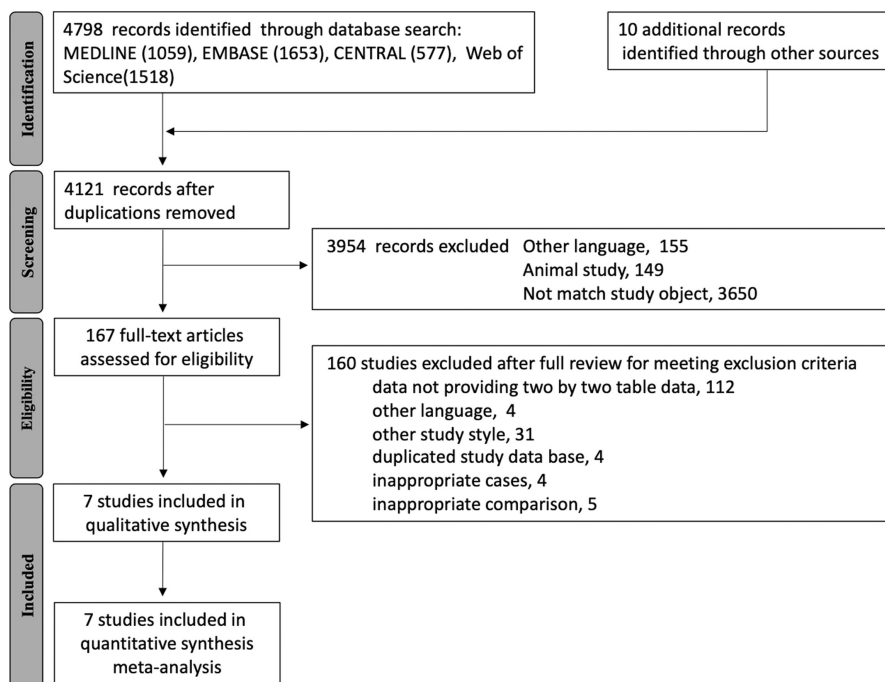 Identification
4798 records identified through database search:
MEDLINE (1059), EMBASE (1653), CENTRAL (577), Web of
Science(1518)
10 additional records
identified through other sources
Screening
4121 records after
duplications removed
3954 records excluded Other language, 155
Animal study, 149
Not match study object, 3650
Eligibility
167 full-text articles
assessed for eligibility
160 studies excluded after full review for meeting exclusion criteria
data not providing two by two table data, 112
other language, 4
other study style, 31
duplicated study data base, 4
inappropriate cases, 4
inappropriate comparison, 5
Included
7 studies included in
qualitative synthesis
7 studies included in
quantitative synthesis
meta-analysis